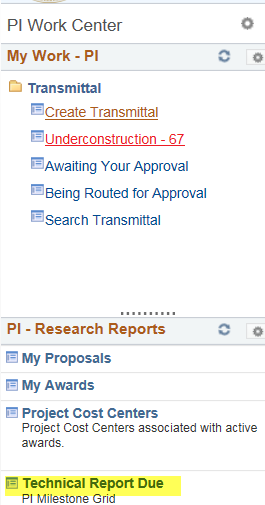 PI Work Center
My Work - PI
Transmittal
Create Transmittal
Underconstruction - 67
Awaiting Your Approval
Being Routed for Approval
Search Transmittal
PI - Research Reports
My Proposals
My Awards
Project Cost Centers
Project Cost Centers associated with active
awards.
Technical Report Due
PI Milestone Grid